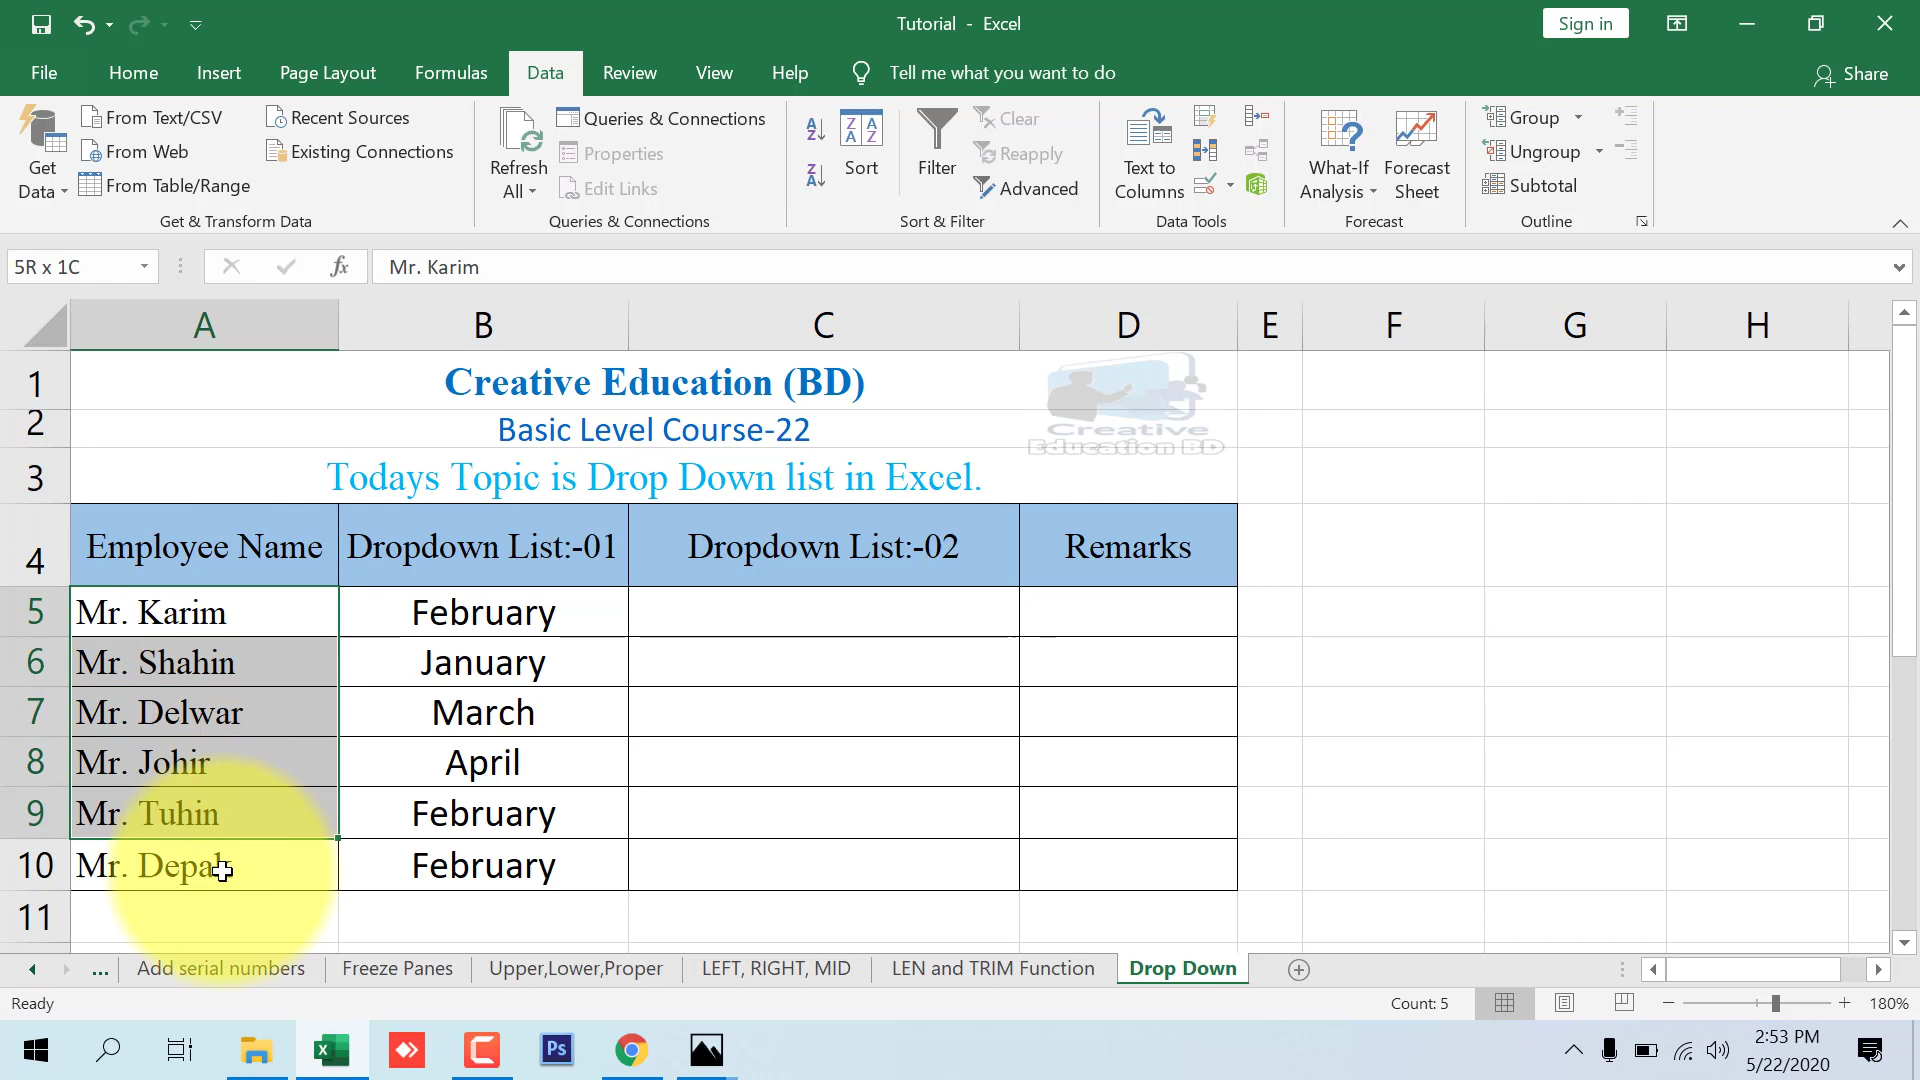 Tutorial - Excel
Sign in
File Home Insert Page Layout Formulas Data Review View Help Tell me what you want to do Share
Get Data
From Text/CSV
From Web
From Table/Range
Recent Sources
Existing Connections
Get & Transform Data
Refresh All
Queries & Connections
Properties
Edit Links
Queries & Connections
Sort
Filter
Clear
Reapply
Advanced
Sort & Filter
Text to Columns
Data Tools
What-If Analysis
Forecast Sheet
Forecast
Group
Ungroup
Subtotal
Outline
5R x 1C fx Mr. Karim
A B C D E F G H
1 Creative Education (BD)
Creative
Education BD
2 Basic Level Course-22
3 Todays Topic is Drop Down list in Excel.
4 Employee Name Dropdown List:-01 Dropdown List:-02 Remarks
5 Mr. Karim February
6 Mr. Shahin January
7 Mr. Delwar March
8 Mr. Johir April
9 Mr. Tuhin February
10 Mr. Depak February
11
... Add serial numbers Freeze Panes Upper,Lower,Proper LEFT, RIGHT, MID LEN and TRIM Function Drop Down
Ready Count: 5 180%
Ps
2:53 PM
5/22/2020